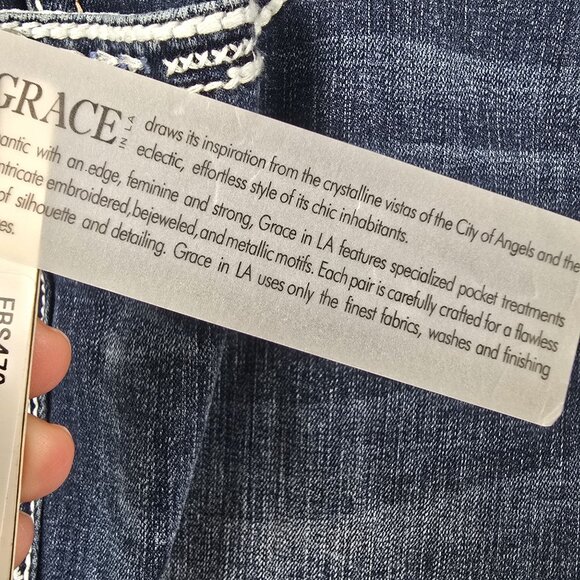 GRACE IN LA draws its inspiration from the crystalline vistas of the City of Angels and the
eclectic, effortless style of its chic inhabitants.
antic with an edge, feminine and strong, Grace in LA features specialized pocket treatments
ntricate embroidered, bejeweled, and metallic motifs. Each pair is carefully crafted for a flawless
of silhouette and detailing. Grace in LA uses only the finest fabrics, washes and finishing
es.